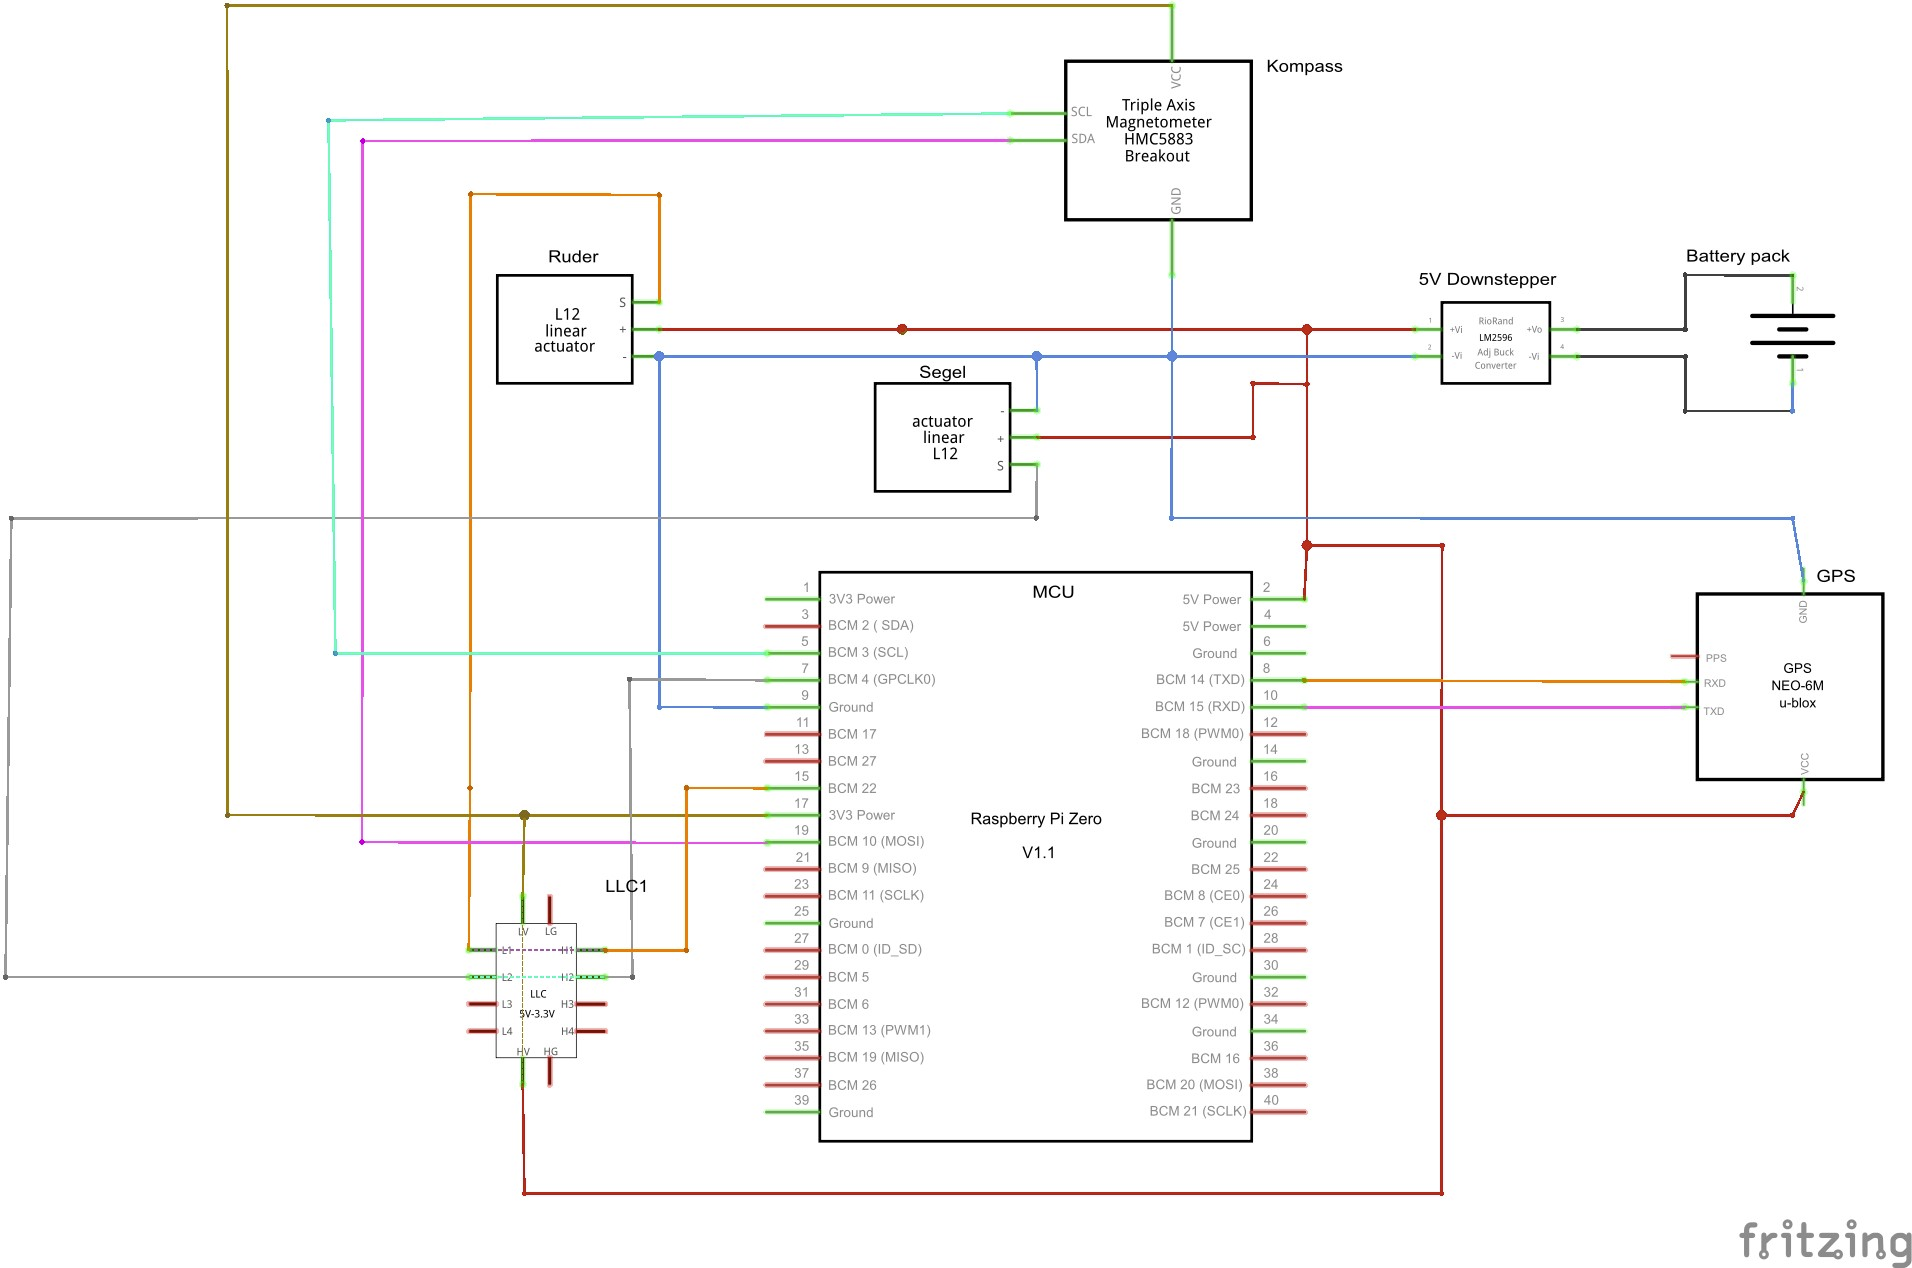 Kompass
VCC
SCL
SDA
Triple Axis
Magnetometer
HMC5883
Breakout
GND
Ruder
L12
linear
actuator
S
+
-
Segel
actuator
linear
L12
-
+
S
5V Downstepper
1
2
+Vi
-Vi
RioRand
LM2596
Adj Buck
Converter
+Vo
-Vi
3
4
Battery pack
2
1
MCU
Raspberry Pi Zero
V1.1
1
3V3 Power
3
BCM 2 ( SDA)
5
BCM 3 (SCL)
7
BCM 4 (GPCLK0)
9
Ground
11
BCM 17
13
BCM 27
15
BCM 22
17
3V3 Power
19
BCM 10 (MOSI)
21
BCM 9 (MISO)
23
BCM 11 (SCLK)
25
Ground
27
BCM 0 (ID_SD)
29
BCM 5
31
BCM 6
33
BCM 13 (PWM1)
35
BCM 19 (MISO)
37
BCM 26
39
Ground
2
5V Power
4
5V Power
6
Ground
8
BCM 14 (TXD)
10
BCM 15 (RXD)
12
BCM 18 (PWM0)
14
Ground
16
BCM 23
18
BCM 24
20
Ground
22
BCM 25
24
BCM 8 (CE0)
26
BCM 7 (CE1)
28
BCM 1 (ID_SC)
30
Ground
32
BCM 12 (PWM0)
34
Ground
36
BCM 16
38
BCM 20 (MOSI)
40
BCM 21 (SCLK)
GPS
GND
PPS
RXD
TXD
GPS
NEO-6M
u-blox
VCC
LLC1
LV
LG
L1
H1
L2
H2
LLC
L3
H3
5V-3.3V
L4
H4
HV
HG
fritzing